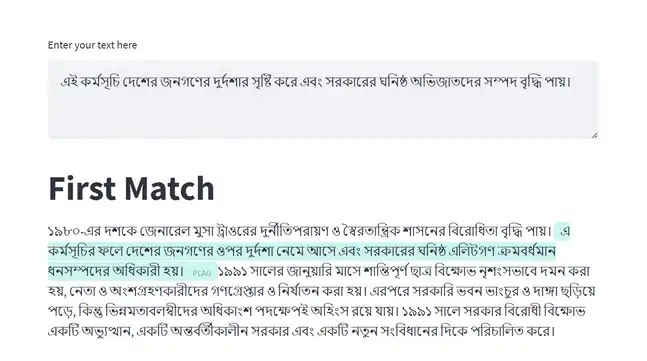 Enter your text here
এই কর্মসূচি দেশের জনগণের দুর্দশার সৃষ্টি করে এবং সরকারের ঘনিষ্ঠ অভিজাতদের সম্পদ বৃদ্ধি পায়।
First Match
১৯৮০-এর দশকে জেনারেল মুসা ট্রাওরের দুর্নীতিপরায়ণ ও স্বৈরতান্ত্রিক শাসনের বিরোধিতা বৃদ্ধি পায়। এ
কর্মসূচির ফলে দেশের জনগণের ওপর দুর্দশা নেমে আসে এবং সরকারের ঘনিষ্ঠ এলিটগণ ক্রমবর্ধমান
ধনসম্পদের অধিকারী হয়। PLAG ১৯৯১ সালের জানুয়ারি মাসে শান্তিপূর্ণ ছাত্র বিক্ষোভ নৃশংসভাবে দমন করা
হয়, নেতা ও অংশগ্রহণকারীদের গণগ্রেপ্তার ও নির্যাতন করা হয়। এরপরে সরকারি ভবন ভাংচুর ও দাঙ্গা ছড়িয়ে
পড়ে, কিন্তু ভিন্নমতাবলম্বীদের অধিকাংশ পদক্ষেপই অহিংস রয়ে যায়। ১৯৯১ সালে সরকার বিরোধী বিক্ষোভ
একটি অভ্যুত্থান, একটি অন্তর্বর্তীকালীন সরকার এবং একটি নতুন সংবিধানের দিকে পরিচালিত করে।